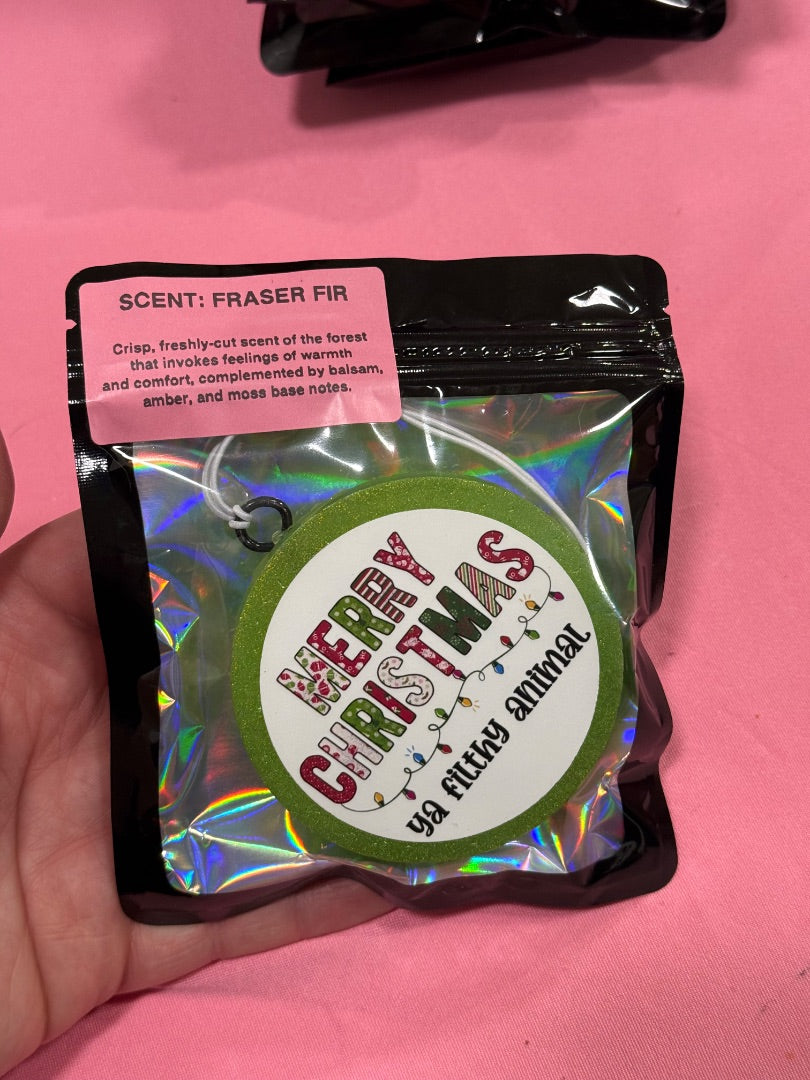 SCENT: FRASER FIR
Crisp, freshly-cut scent of the forest
that invokes feelings of warmth
and comfort, complemented by balsam,
amber, and moss base notes.
MERRY
CHRISTMAS
ya filthy animal